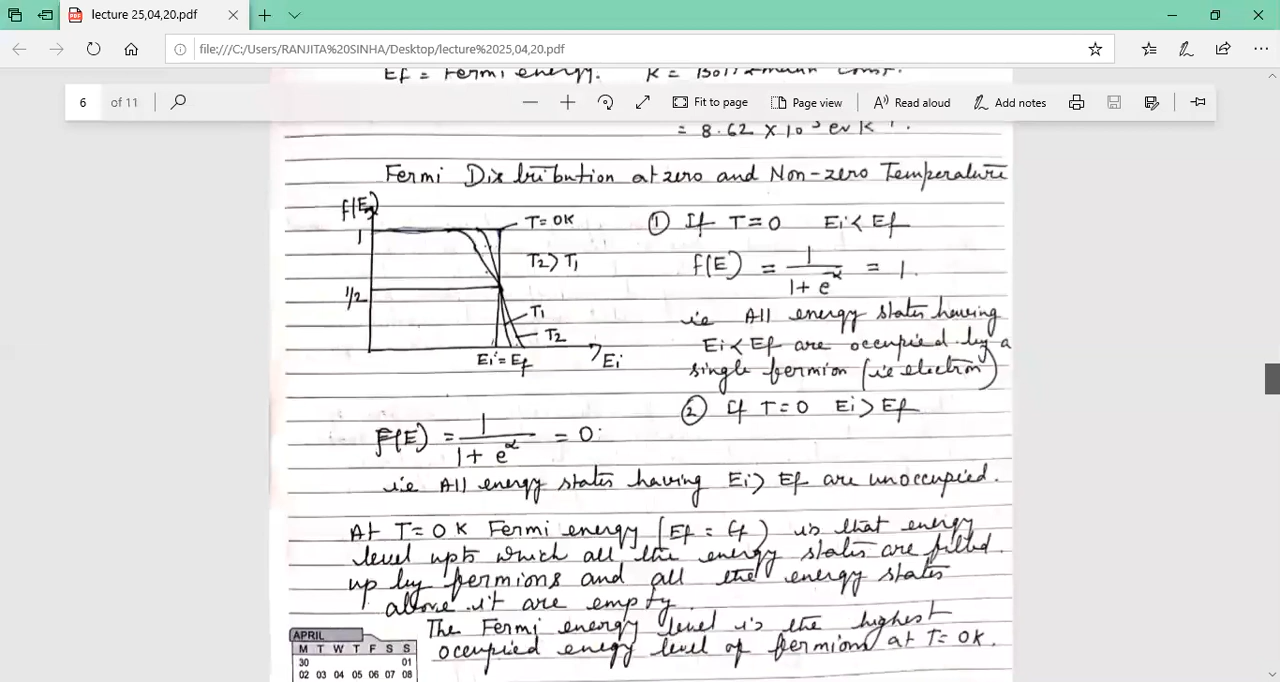 lecture 25,04,20.pdf
file:///C:/Users/RANJITA%20SINHA/Desktop/lecture%2025,04,20.pdf
Ef = Fermi energy. K = Boltzmann const.
6 of 11 Fit to page Page view Read aloud Add notes
= 8.62 X 10
Fermi Distribution at zero and Non-zero Temperature
f(E)
1
1/2
T=0K
T2>T1
T1
T2
Ei=Ef
Ei
① If T=0 Ei<Ef
f(E) = 1/1+e^-∝ = 1.
i.e All energy states having
Ei<Ef are occupied by a
single fermion (i.e electron)
② If T=0 Ei>Ef
F(E) = 1/1+e^∝ = 0.
i.e All energy states having Ei> Ef are unoccupied.
At T=0 K Fermi energy (Ef = Ef) is that energy
level upto which all the energy states are filled
up by fermions and all the energy states
above it are empty.
The Fermi energy level is the highest
occupied energy level of fermions at T=0K.
APRIL
M T W T F S S
30 01
02 03 04 05 06 07 08